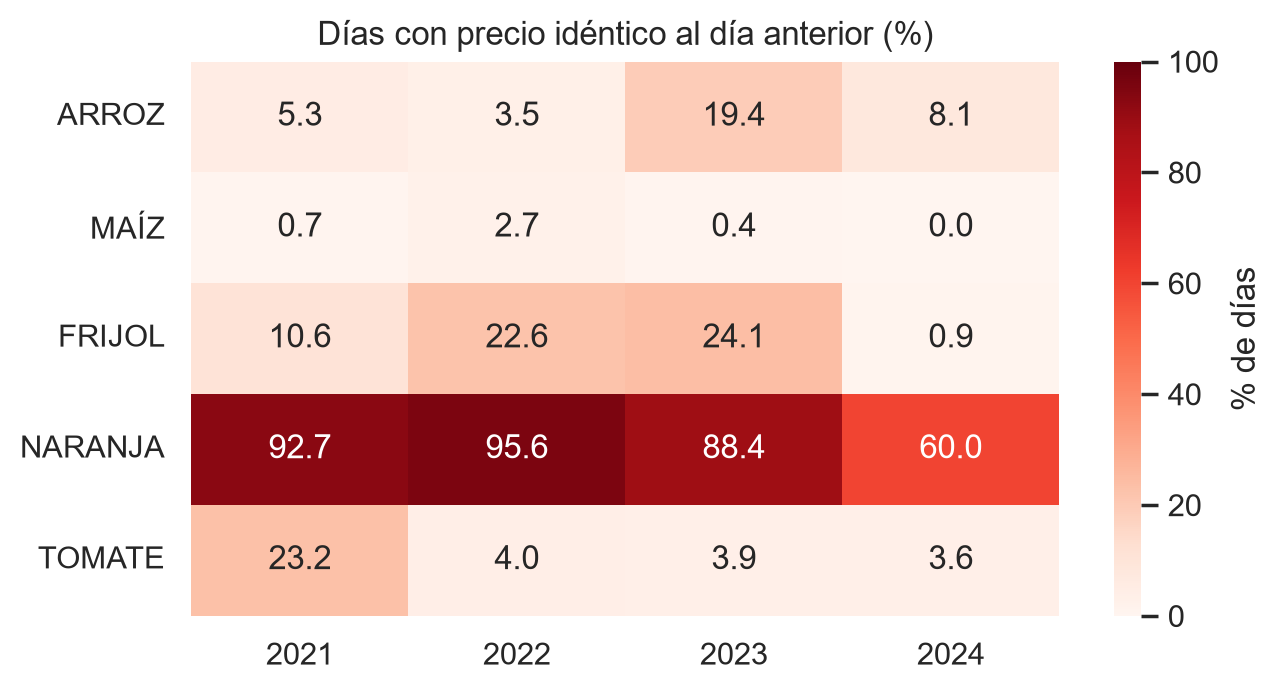 Días con precio idéntico al día anterior (%)
ARROZ 5.3 3.5 19.4 8.1
MAÍZ 0.7 2.7 0.4 0.0
FRIJOL 10.6 22.6 24.1 0.9
NARANJA 92.7 95.6 88.4 60.0
TOMATE 23.2 4.0 3.9 3.6
2021 2022 2023 2024
100
80
60
40
20
0
% de días